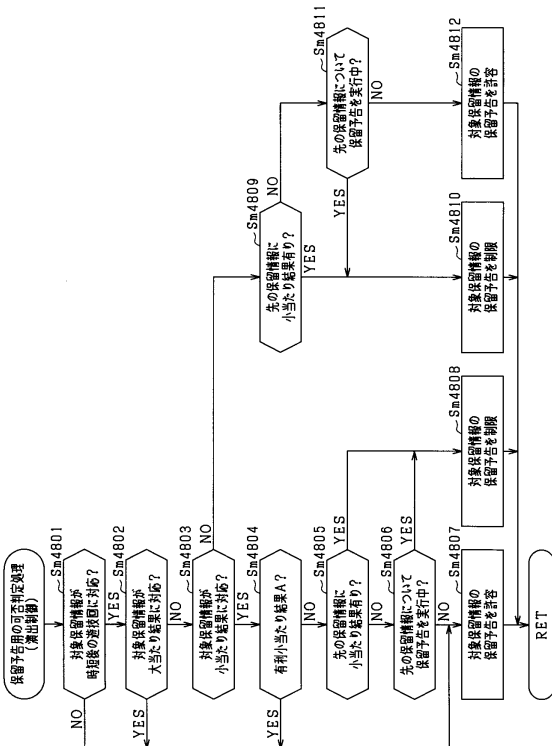 保留予告用の可否判定処理
(演出制御)
Sm4801
対象保留情報が
時短後の遊技回に対応?
NO
YES
Sm4802
対象保留情報が
大当たり結果に対応?
YES
NO
Sm4803
対象保留情報が
小当たり結果に対応?
NO
YES
Sm4804
有利小当たり結果A?
YES
NO
Sm4805
先の保留情報に
小当たり結果有り?
YES
NO
Sm4806
先の保留情報について
保留予告を実行中?
YES
NO
Sm4807
対象保留情報の
保留予告を許容
Sm4808
対象保留情報の
保留予告を制限
Sm4809
先の保留情報に
小当たり結果有り?
NO
YES
Sm4810
対象保留情報の
保留予告を制限
Sm4811
先の保留情報について
保留予告を実行中?
YES
NO
Sm4812
対象保留情報の
保留予告を許容
RET